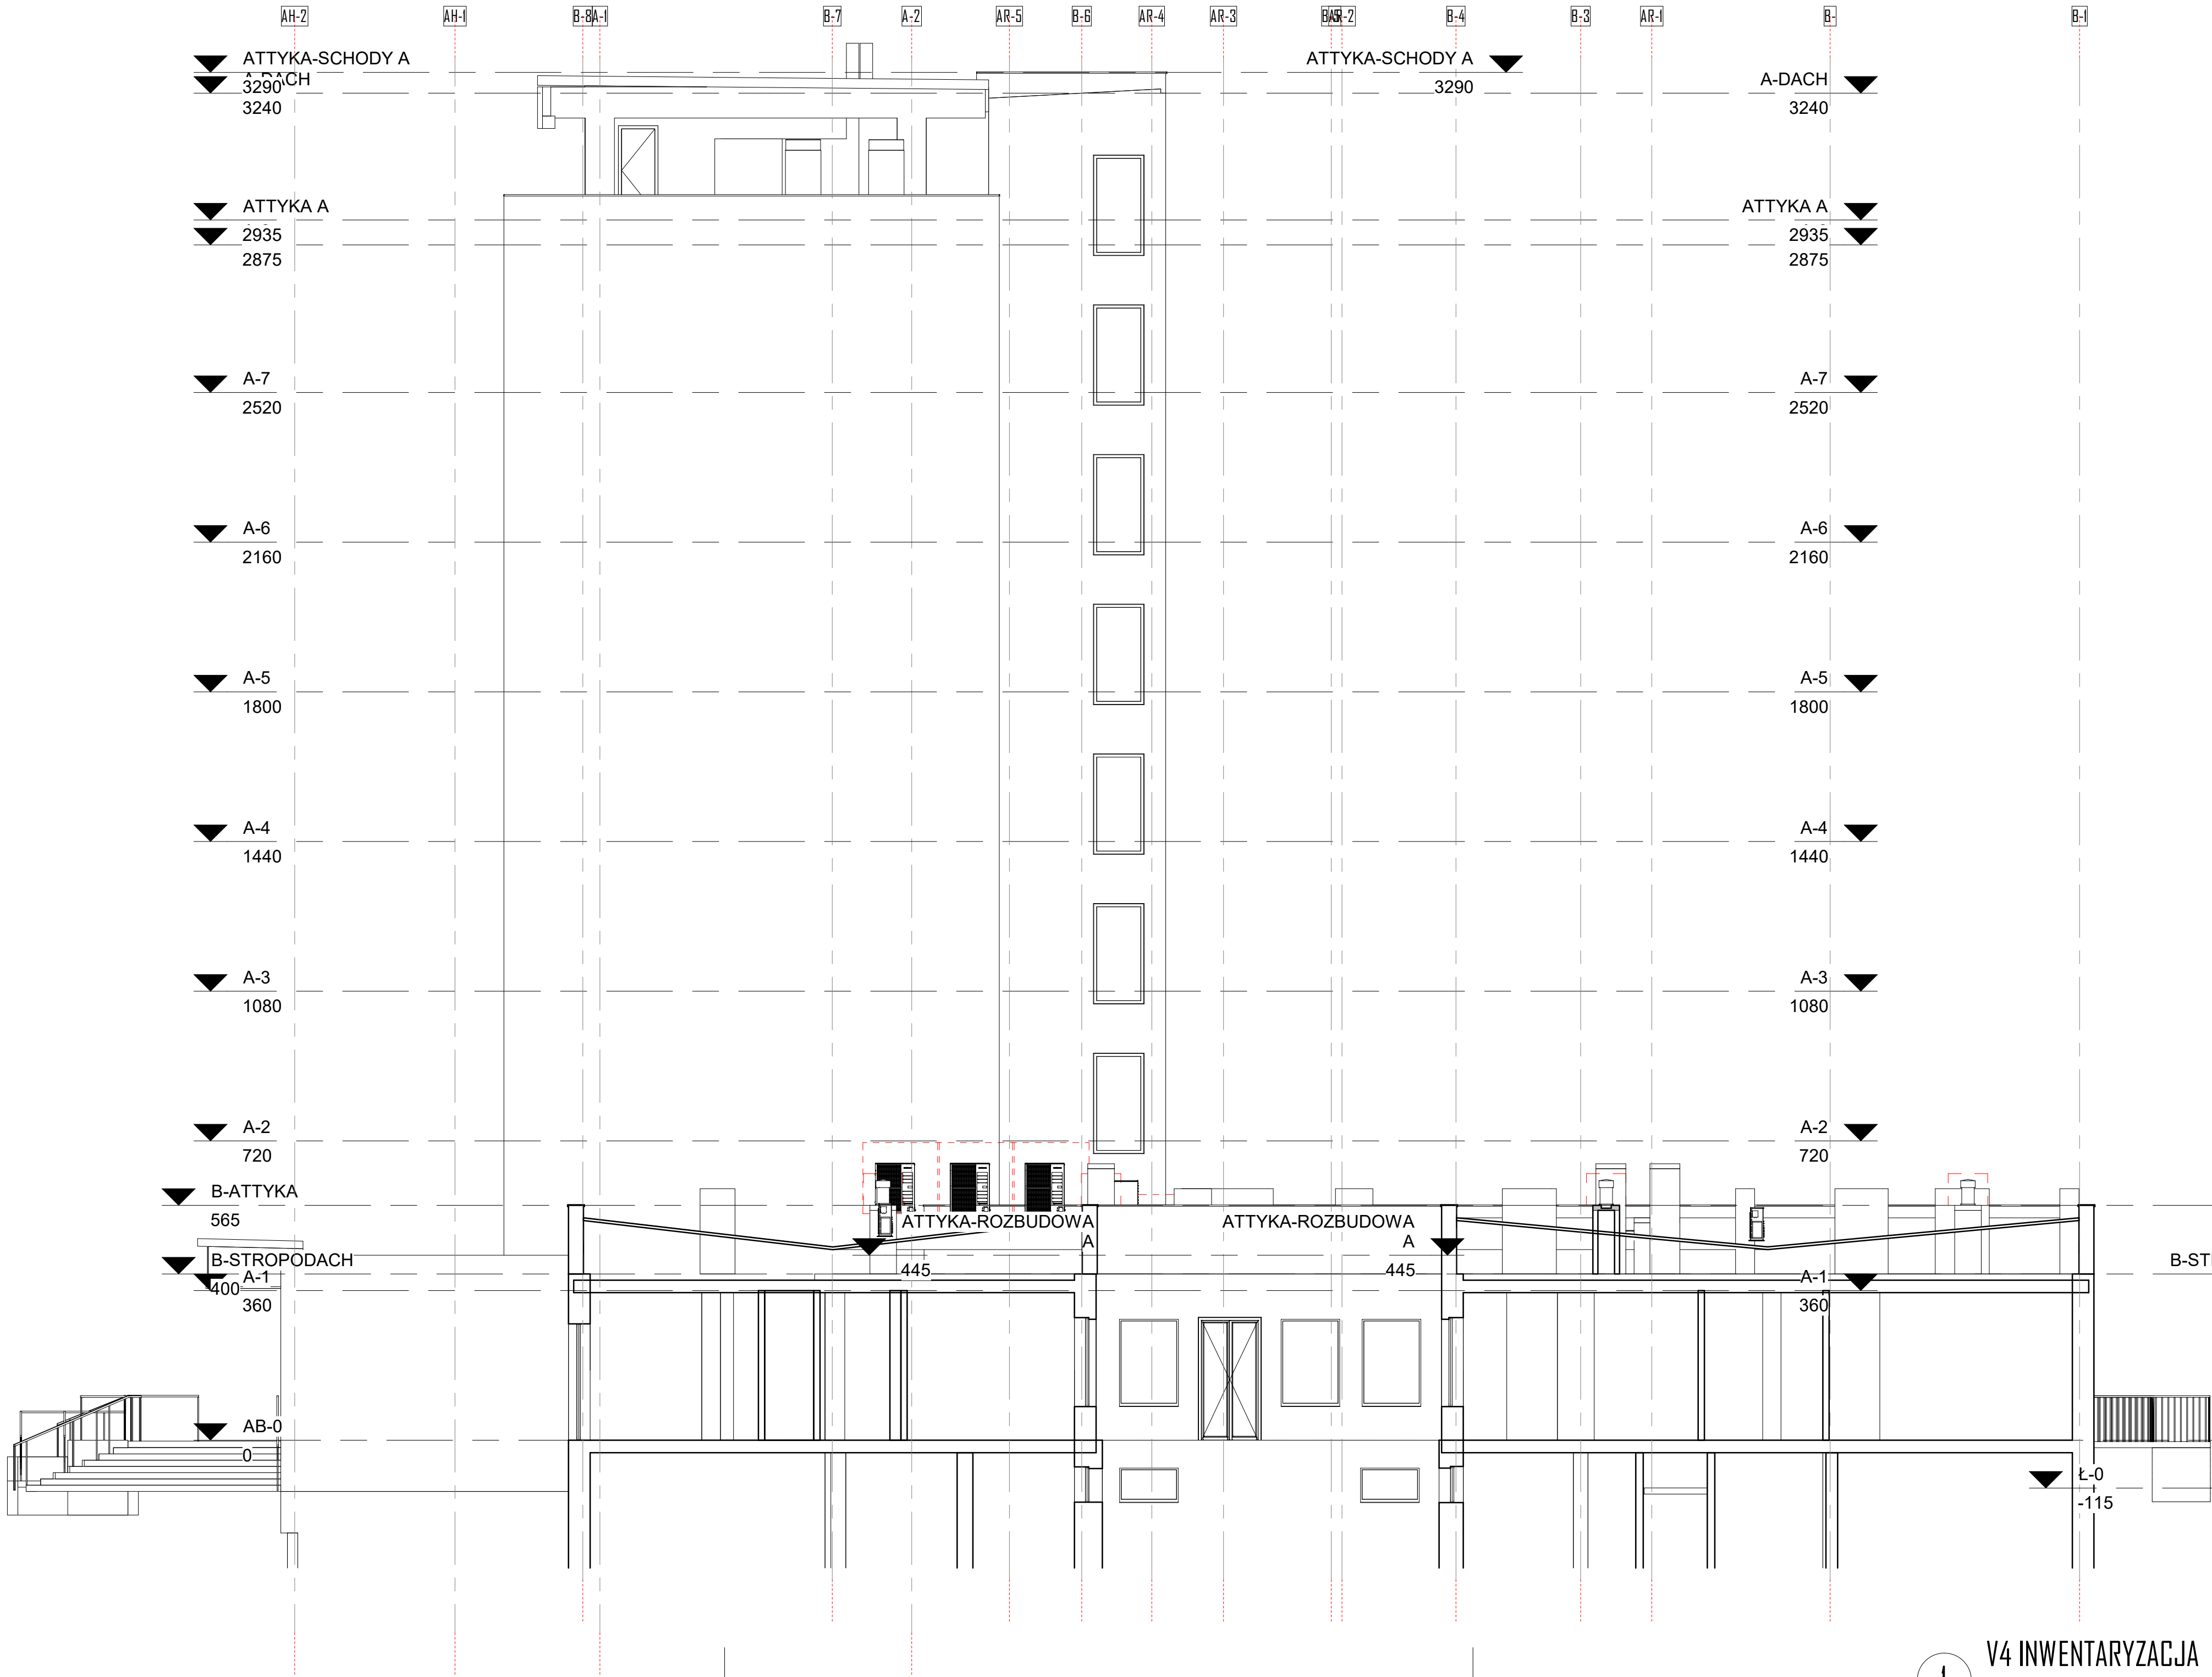 AH-2 AH-1 B-8 A-1 B-7 A-2 AR-5 B-6 AR-4 AR-3 AR-2 B-4 B-3 AR-1 B- B-1
ATTYKA-SCHODY A
3290
ATTYKA-SCHODY A
3290
DACH
3240
A-DACH
3240
ATTYKA A
2935
ATTYKA A
2935
2875
2875
A-7
2520
A-7
2520
A-6
2160
A-6
2160
A-5
1800
A-5
1800
A-4
1440
A-4
1440
A-3
1080
A-3
1080
A-2
720
A-2
720
B-ATTYKA
565
ATTYKA-ROZBUDOWA
A
445
ATTYKA-ROZBUDOWA
A
445
B-STROPODACH
400
B-ST
A-1
360
A-1
360
AB-0
0
Ł-0
-115
V4 INWENTARYZACJA
1